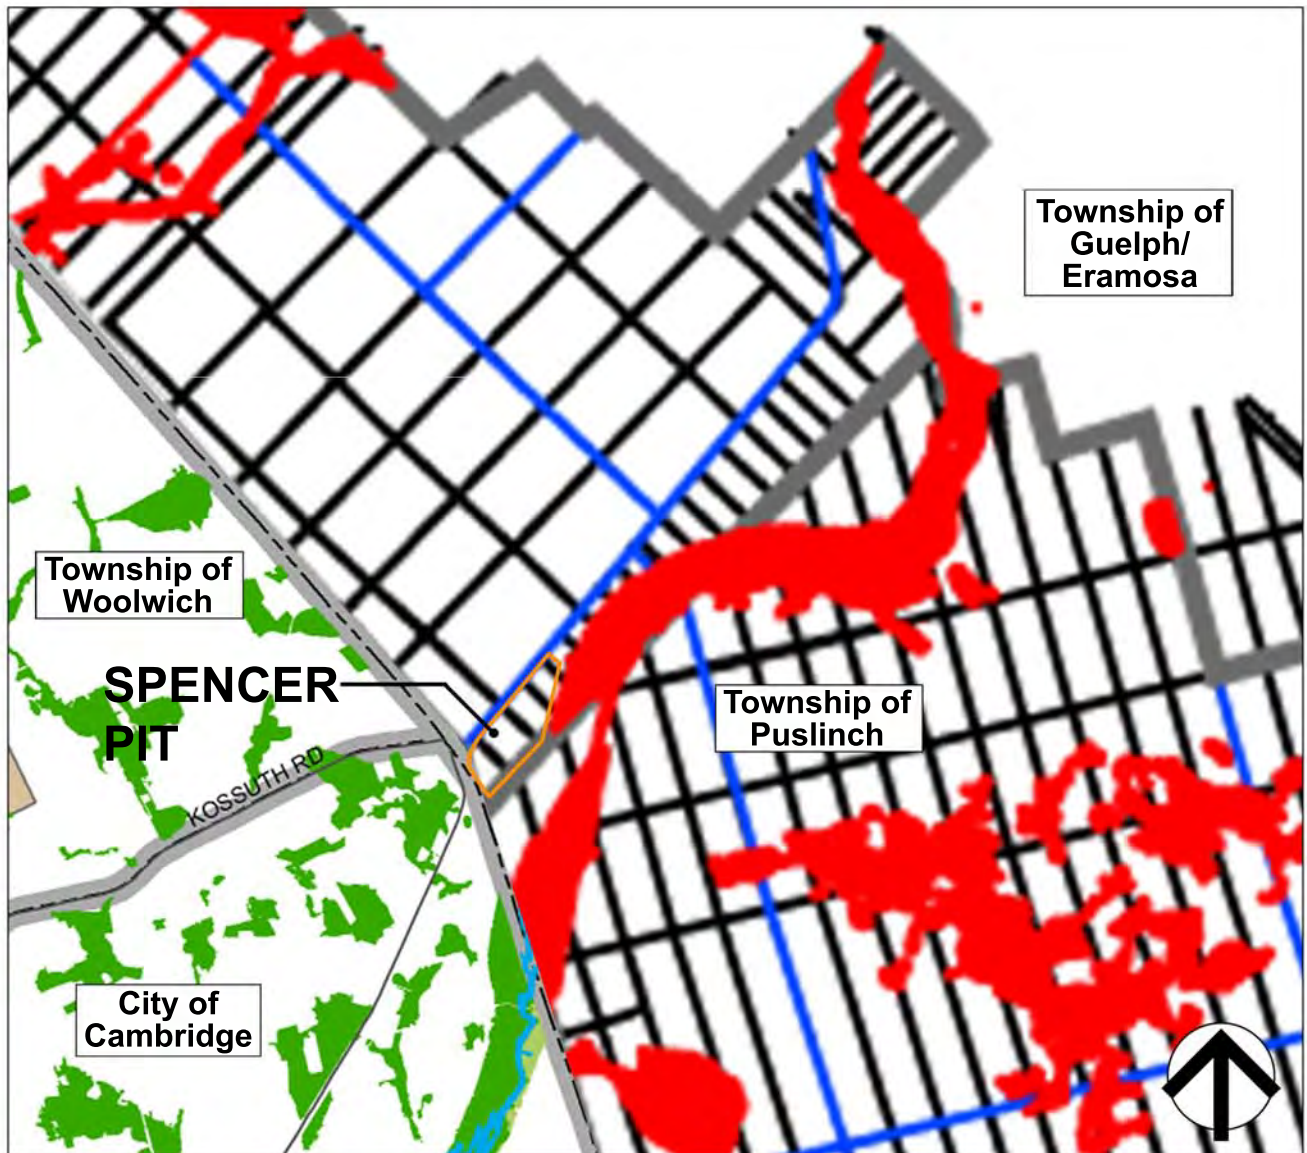 Township of
Guelph/
Eramosa
Township of
Woolwich
SPENCER
PIT
Township of
Puslinch
KOSSUTH RD
City of
Cambridge